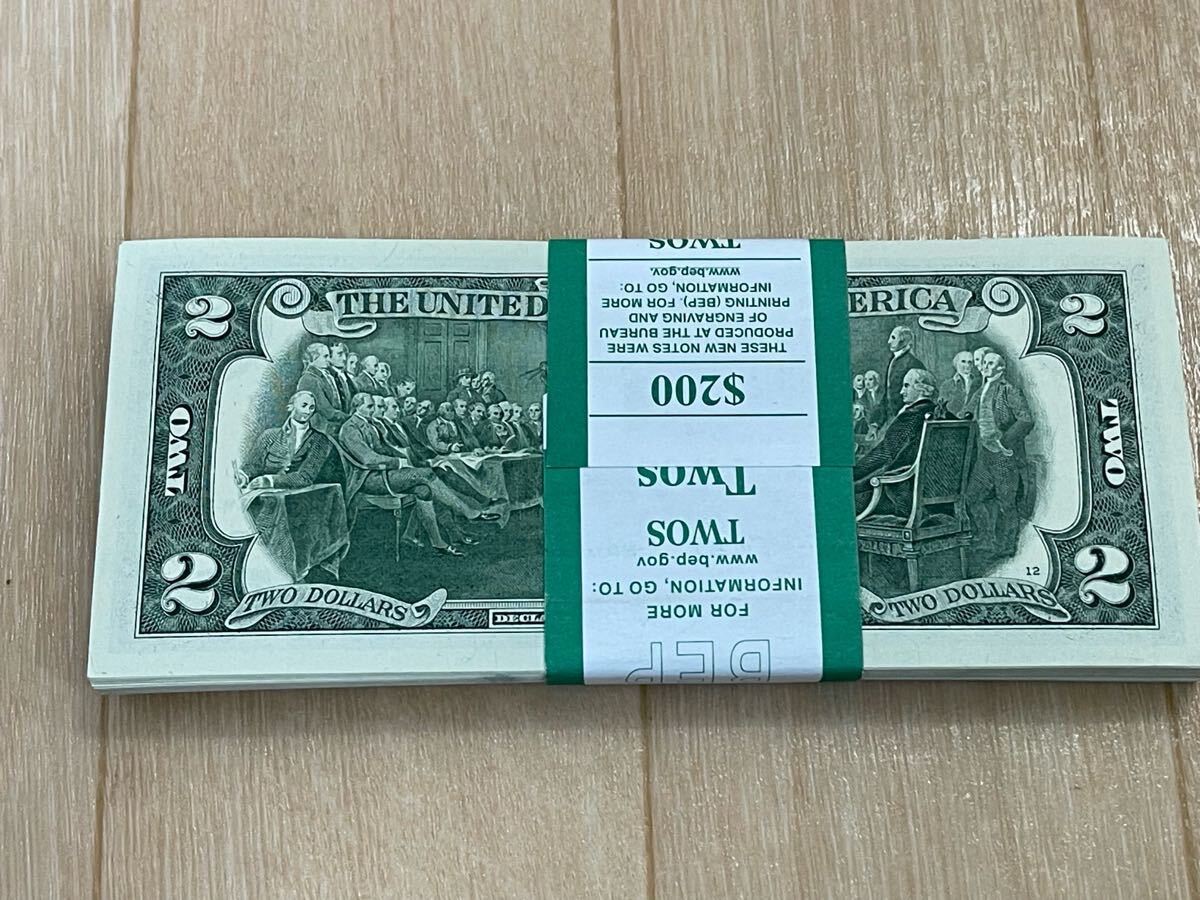 2
THE UNITED
ERICA
2
TWO
TWO
2
TWO DOLLARS
DECL
12
TWO DOLLARS
2
BEP
FOR MORE
INFORMATION, GO TO:
www.bep.gov
TWOS
Twos
$200
THESE NEW NOTES WERE
PRODUCED AT THE BUREAU
OF ENGRAVING AND
PRINTING (BEP). FOR MORE
INFORMATION, GO TO:
www.bep.gov.
TWOS